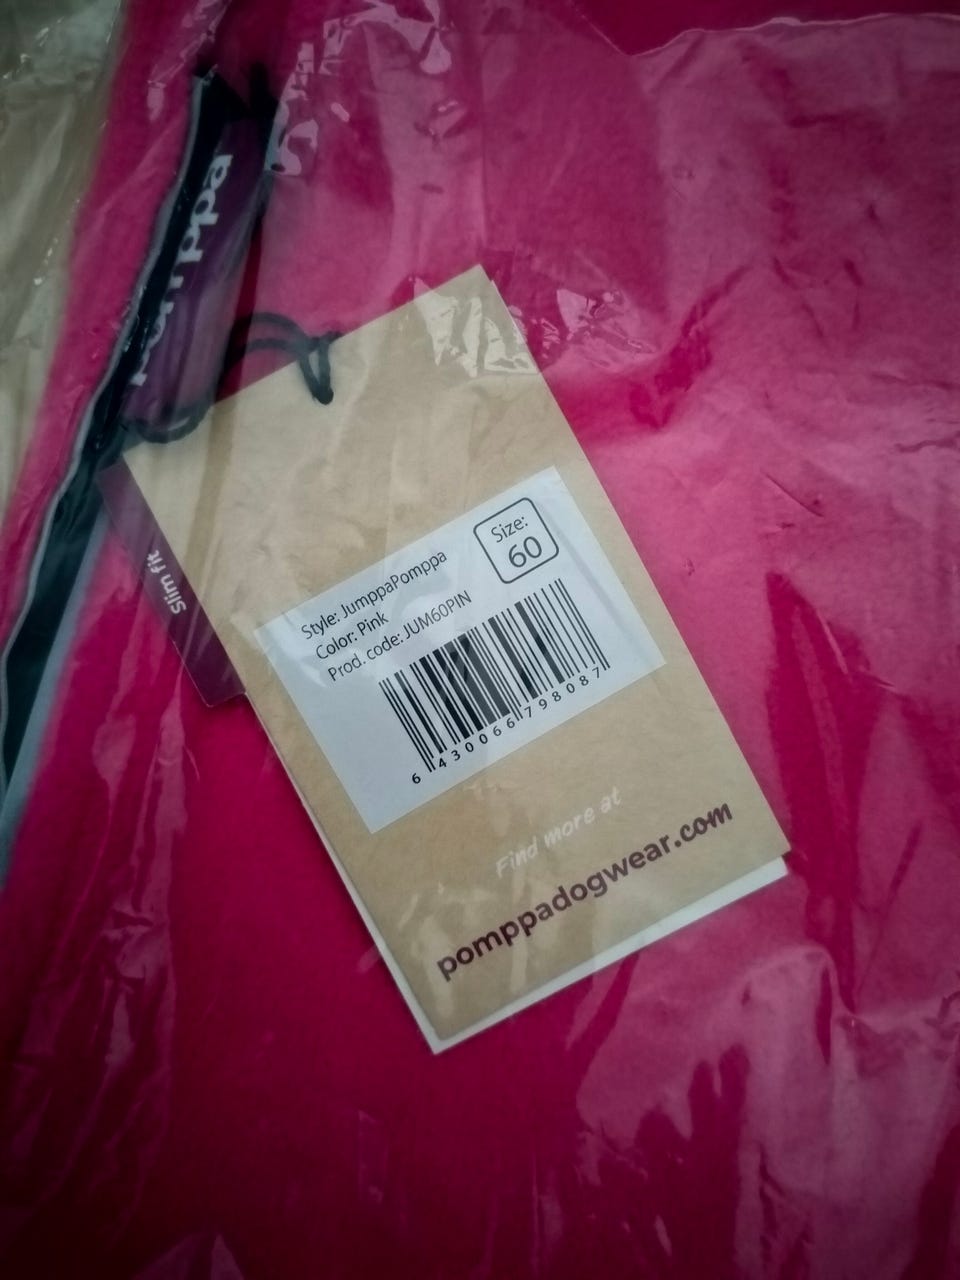 pomppa
Slim fit
Size:
60
Style: JumppaPomppa
Color: Pink
Prod. code: JUM60PIN
6 430066 798087
Find more at
pomppadogwear.com